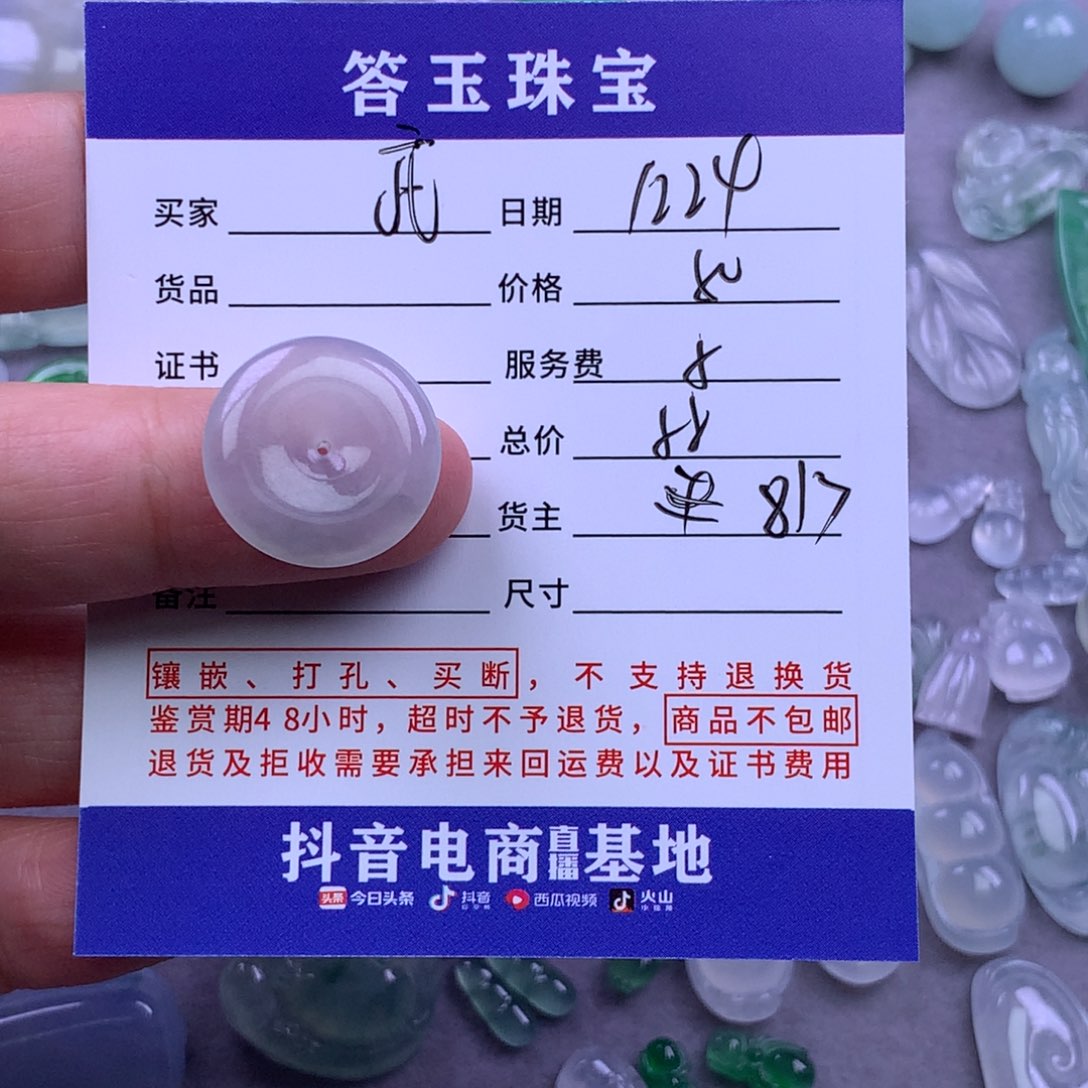 答玉珠宝
买家 亮 日期 1224
货品 价格 80
证书 服务费 8
总价 88
货主 817
备注 尺寸
镶嵌、打孔、买断，不支持退换货
鉴赏期48小时，超时不予退货，商品不包邮
退货及拒收需要承担来回运费以及证书费用
抖音电商直播基地
头条 今日头条 抖音 西瓜视频 火山